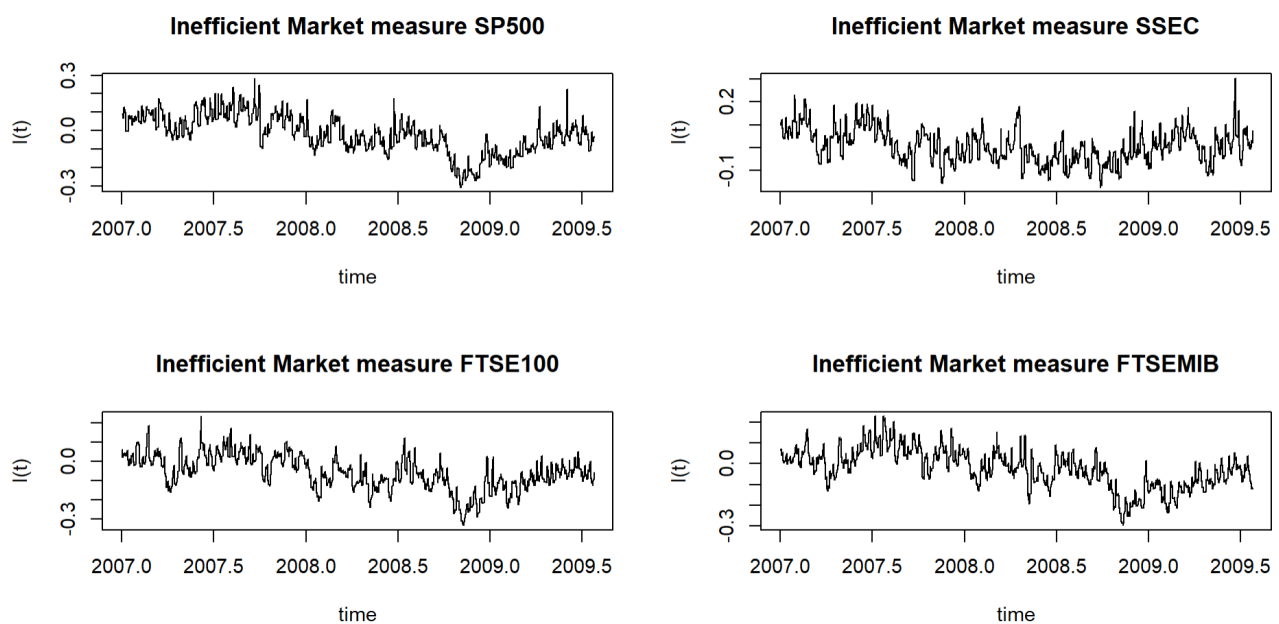 Inefficient Market measure SP500
I(t)
0.3
0.0
-0.3
2007.0 2007.5 2008.0 2008.5 2009.0 2009.5
time
Inefficient Market measure SSEC
I(t)
0.2
-0.1
2007.0 2007.5 2008.0 2008.5 2009.0 2009.5
time
Inefficient Market measure FTSE100
I(t)
0.0
-0.3
2007.0 2007.5 2008.0 2008.5 2009.0 2009.5
time
Inefficient Market measure FTSEMIB
I(t)
0.0
-0.3
2007.0 2007.5 2008.0 2008.5 2009.0 2009.5
time